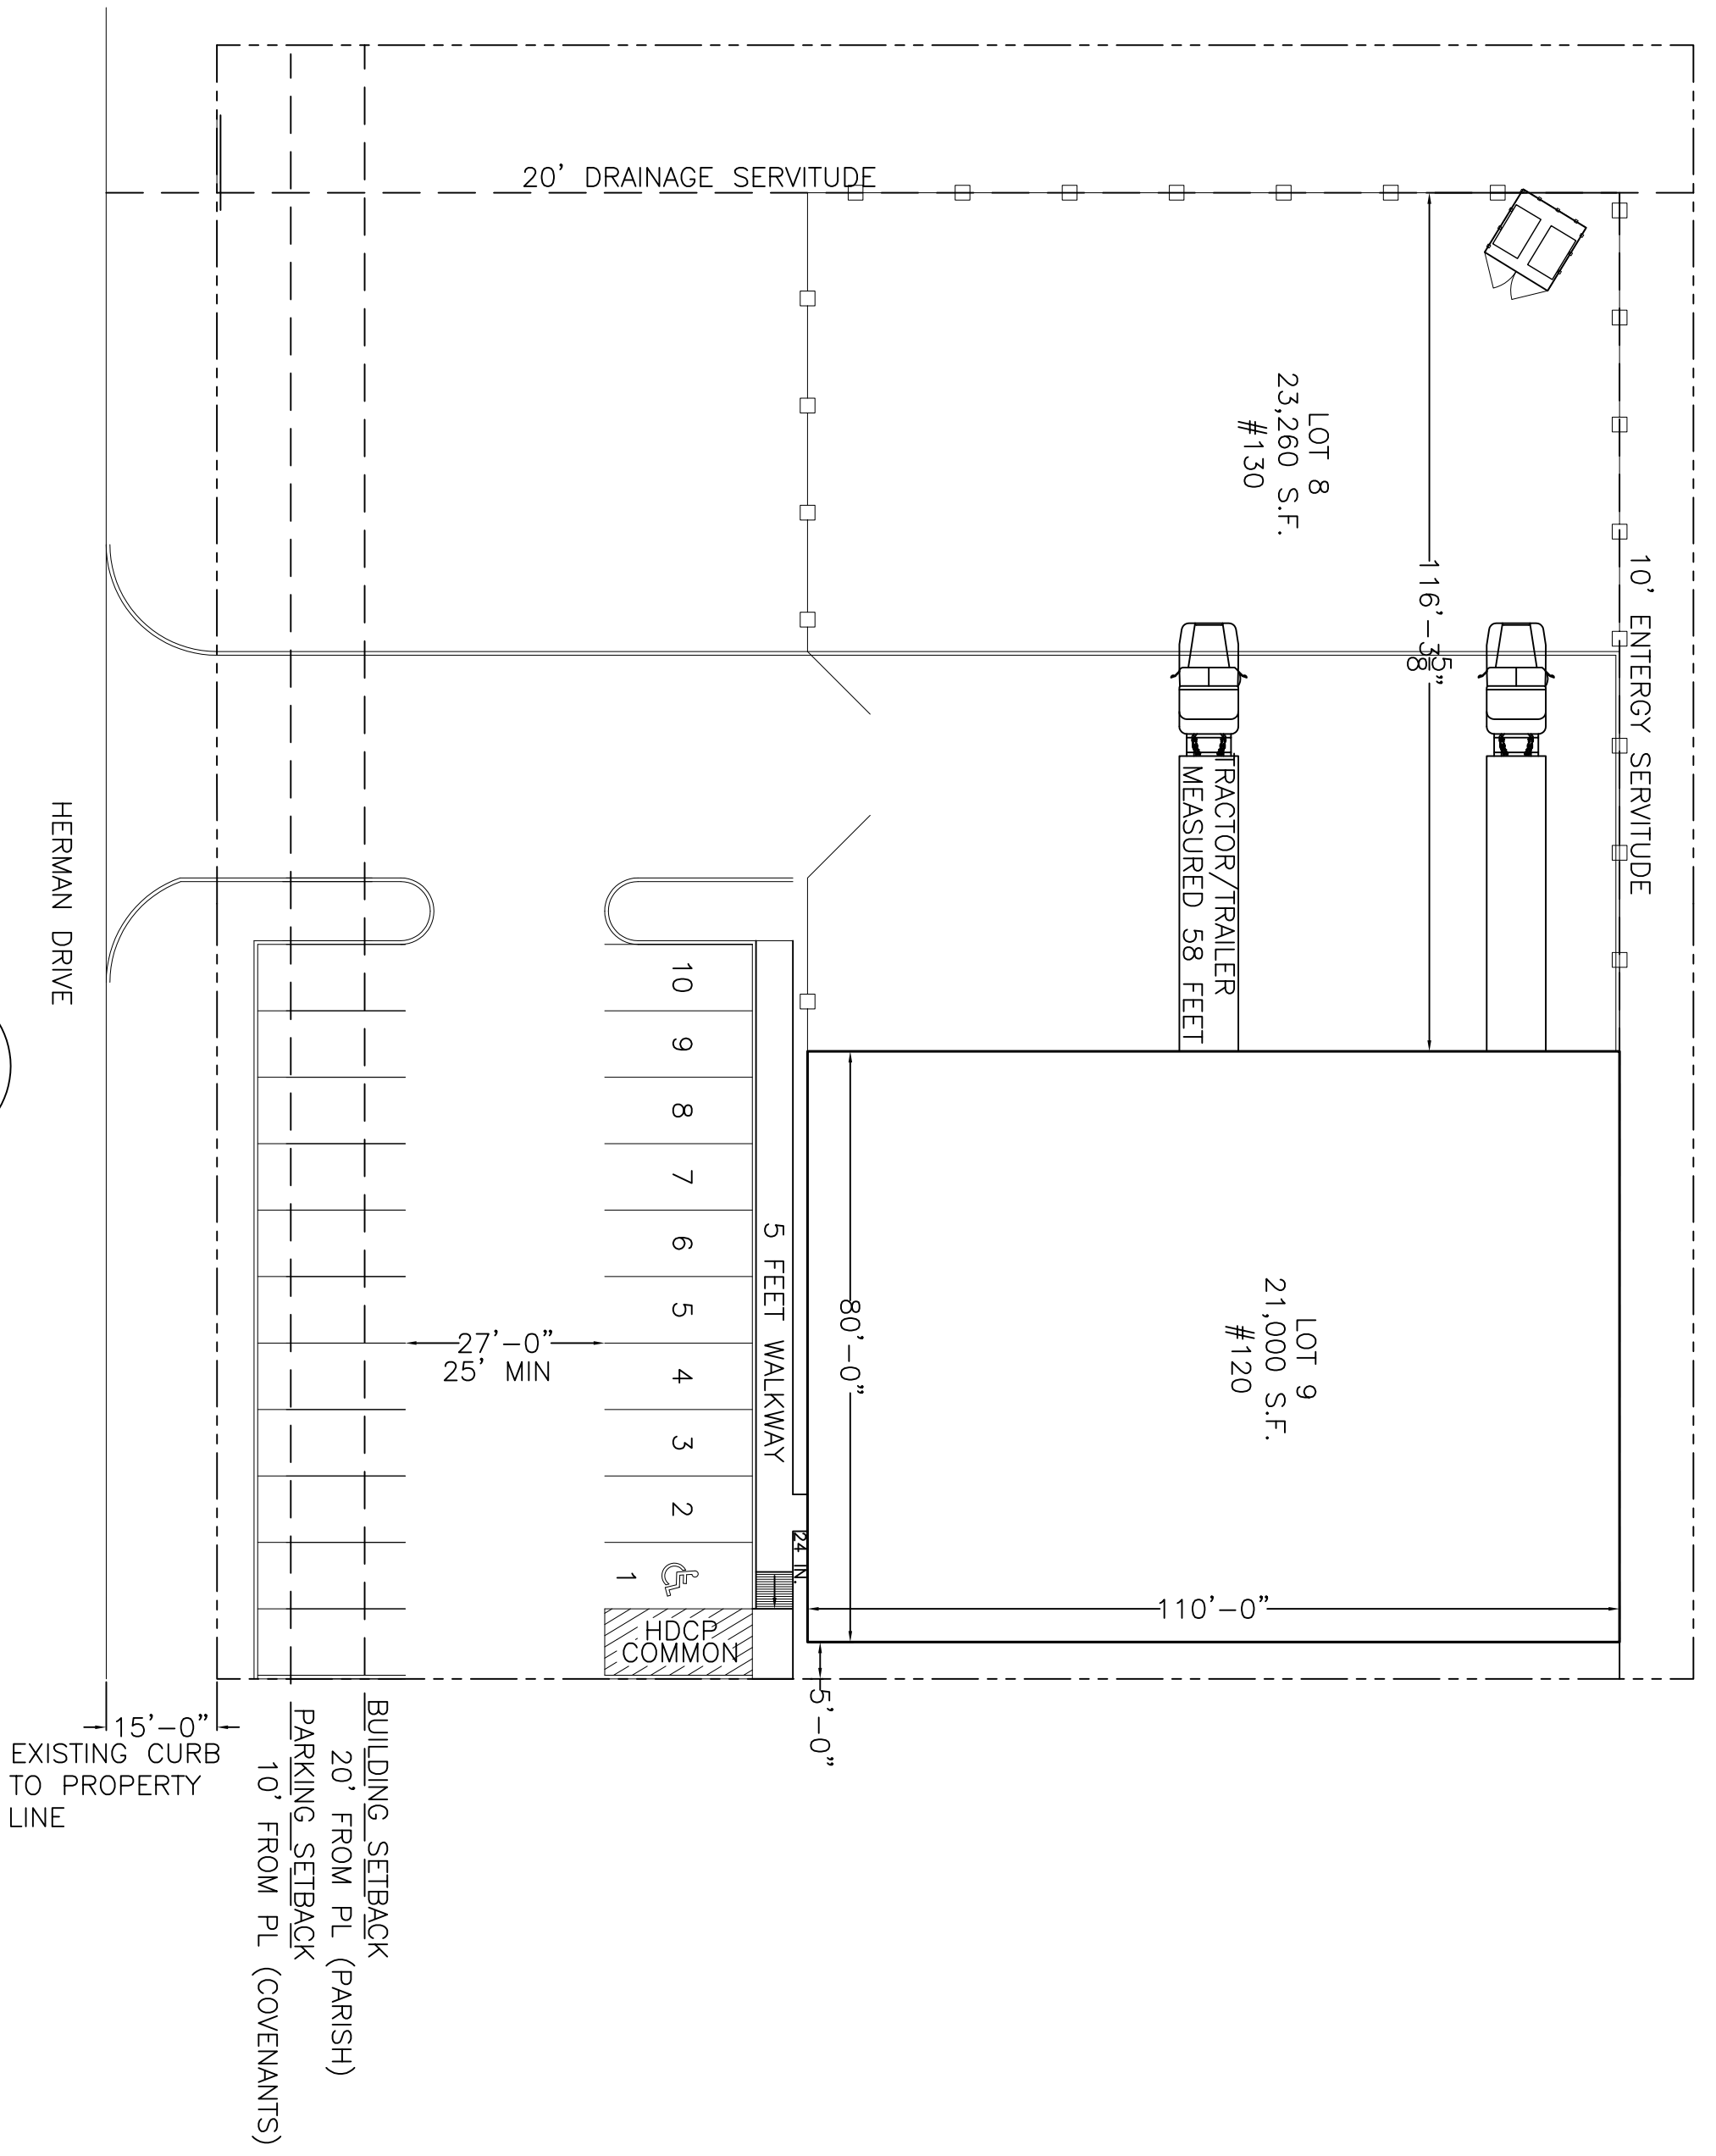 20' DRAINAGE SERVITUDE
10' ENTERGY SERVITUDE
LOT 8
23,260 S.F.
#130
116'-3 5/8"
TRACTOR/TRAILER
MEASURED 58 FEET
HERMAN DRIVE
10
9
8
7
6
5
4
3
2
1
5 FEET WALKWAY
27'-0"
25' MIN
80'-0"
LOT 9
21,000 S.F.
#120
24 IN.
110'-0"
HDCP
COMMON
5'-0"
15'-0"
EXISTING CURB
TO PROPERTY
LINE
BUILDING SETBACK
20' FROM PL (PARISH)
PARKING SETBACK
10' FROM PL (COVENANTS)